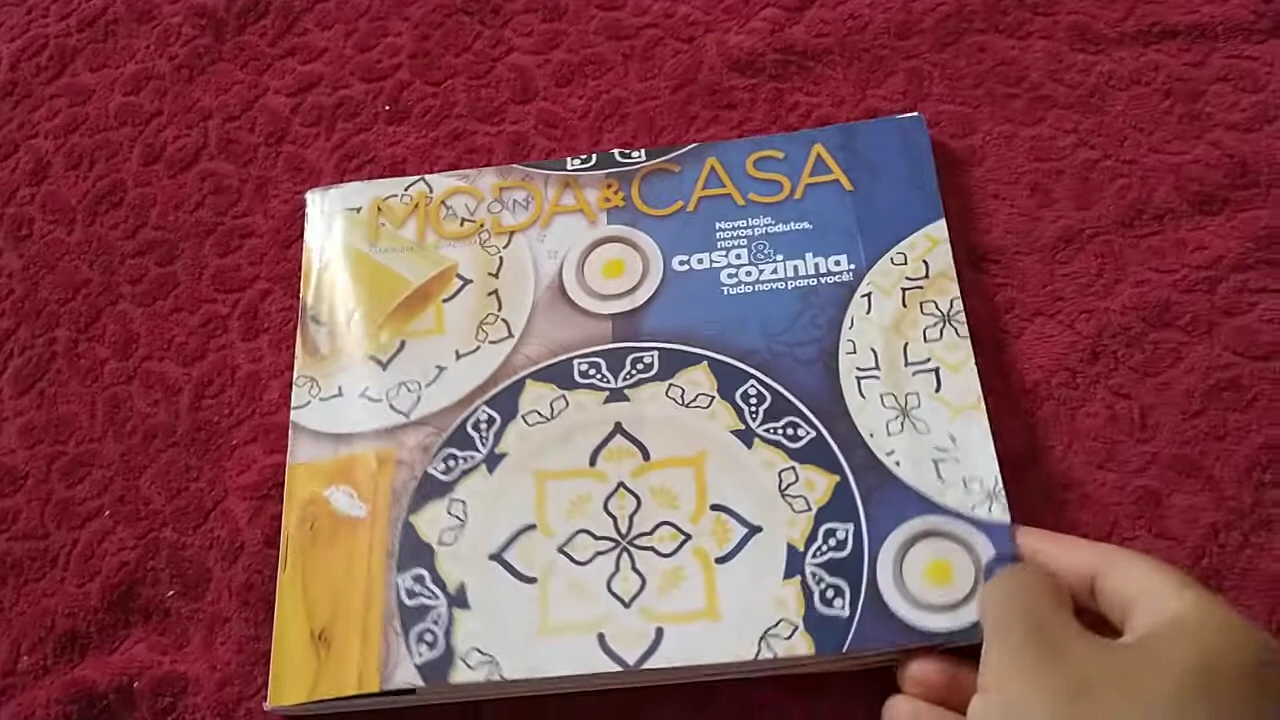 MODA&CASA
AVON
Nova loja,
novos produtos,
nova
casa &
cozinha.
Tudo novo para você!